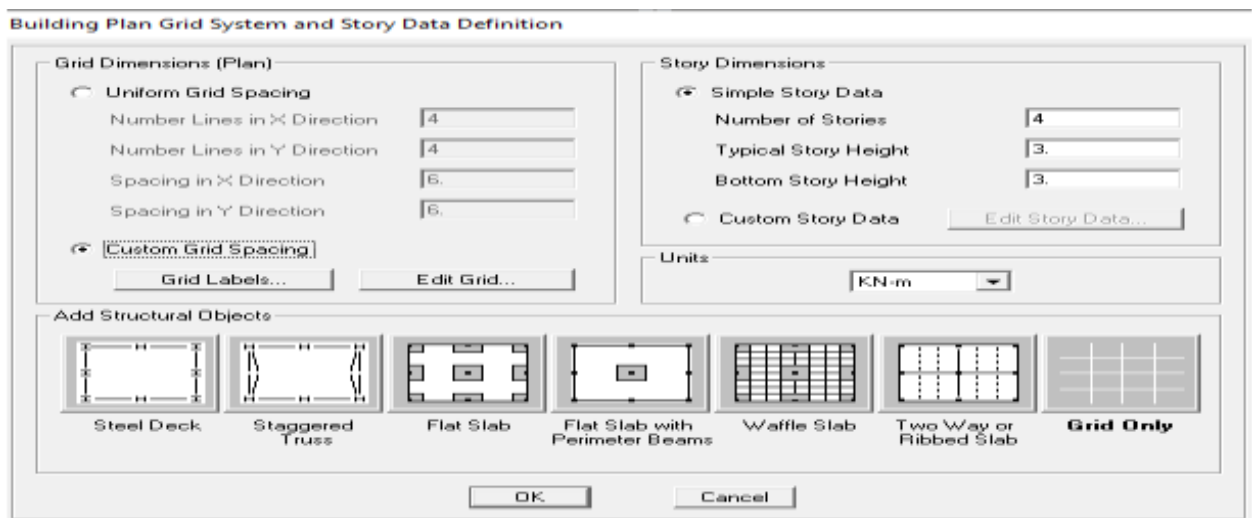 Building Plan Grid System and Story Data Definition
Grid Dimensions (Plan)
Uniform Grid Spacing
Number Lines in X Direction 4
Number Lines in Y Direction 4
Spacing in X Direction 6.
Spacing in Y Direction 6.
Custom Grid Spacing
Grid Labels... Edit Grid...
Story Dimensions
Simple Story Data
Number of Stories 4
Typical Story Height 3.
Bottom Story Height 3.
Custom Story Data Edit Story Data...
Units
KN-m
Add Structural Objects
Steel Deck
Staggered
Truss
Flat Slab
Flat Slab with
Perimeter Beams
Waffle Slab
Two Way or
Ribbed Slab
Grid Only
OK Cancel